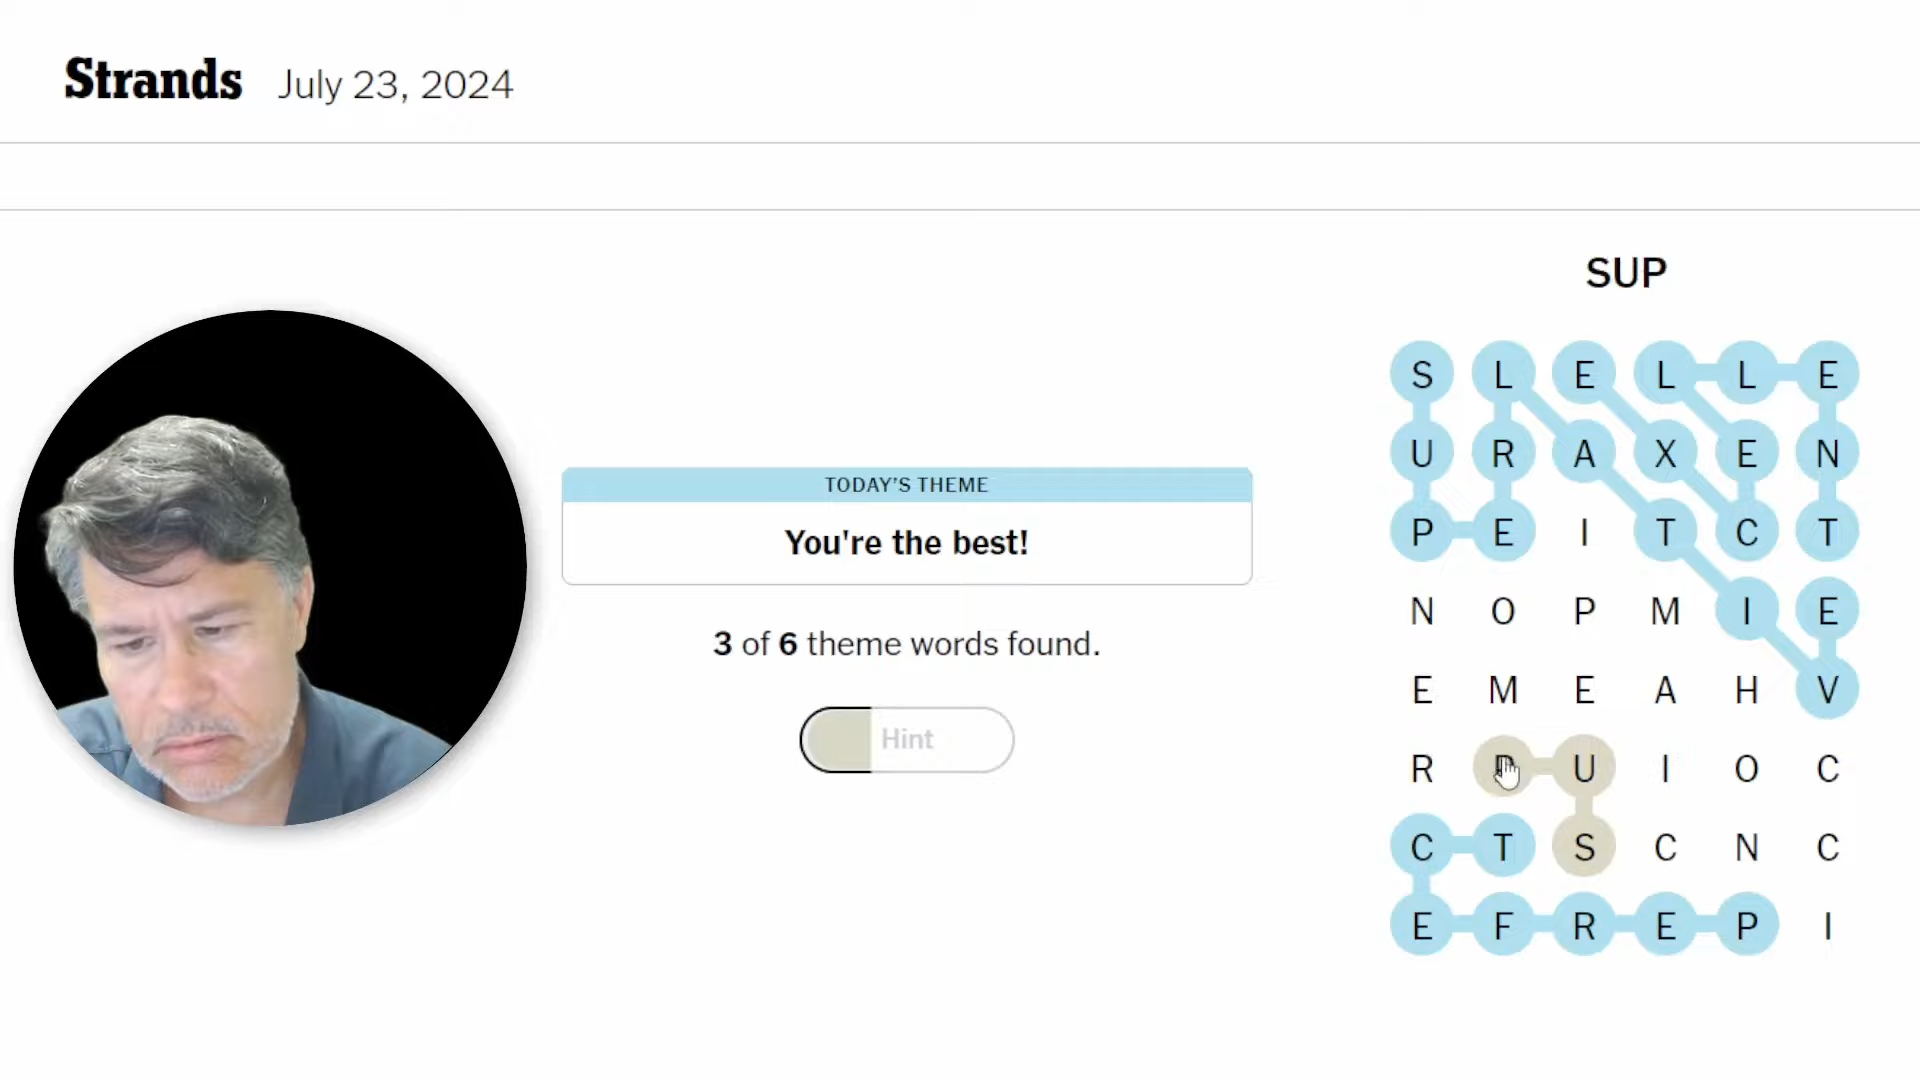 Strands July 23, 2024
SUP
TODAY'S THEME
You're the best!
3 of 6 theme words found.
Hint
S L E L L E
U R A X E N
P E I T C T
N O P M I E
E M E A H V
R P U I O C
C T S C N C
E F R E P I